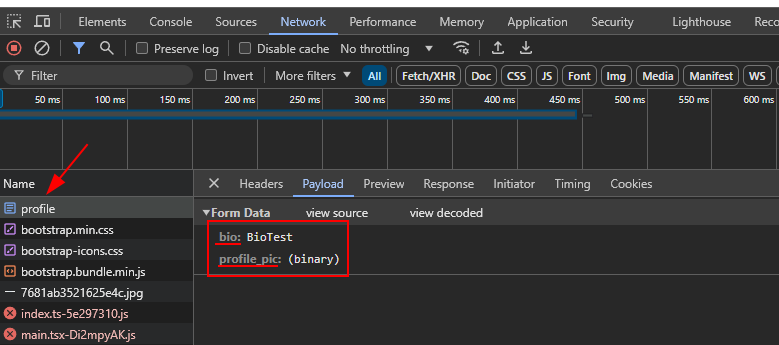 Elements Console Sources Network Performance Memory Application Security Lighthouse Recorder
Preserve log Disable cache No throttling
Filter Invert More filters All Fetch/XHR Doc CSS JS Font Img Media Manifest WS
50 ms 100 ms 150 ms 200 ms 250 ms 300 ms 350 ms 400 ms 450 ms 500 ms 550 ms 600 ms
Name Headers Payload Preview Response Initiator Timing Cookies
profile
Form Data view source view decoded
bootstrap.min.css
bio: BioTest
bootstrap-icons.css
profile_pic: (binary)
bootstrap.bundle.min.js
7681ab3521625e4c.jpg
index.ts-5e297310.js
main.tsx-Di2mpyAK.js